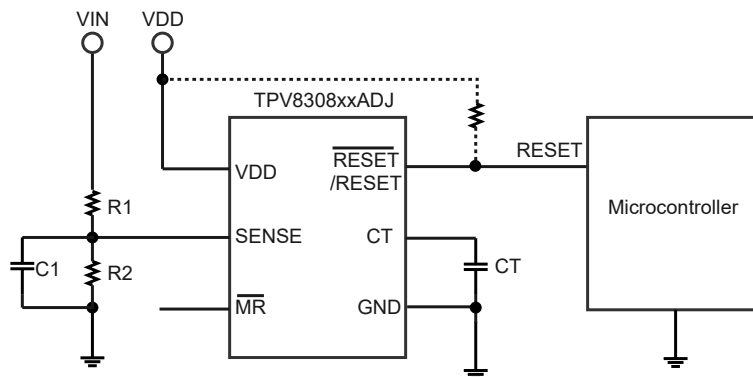 VIN
VDD
TPV8308xxADJ
VDD
RESET
/RESET
RESET
Microcontroller
R1
SENSE
CT
C1
R2
CT
MR
GND